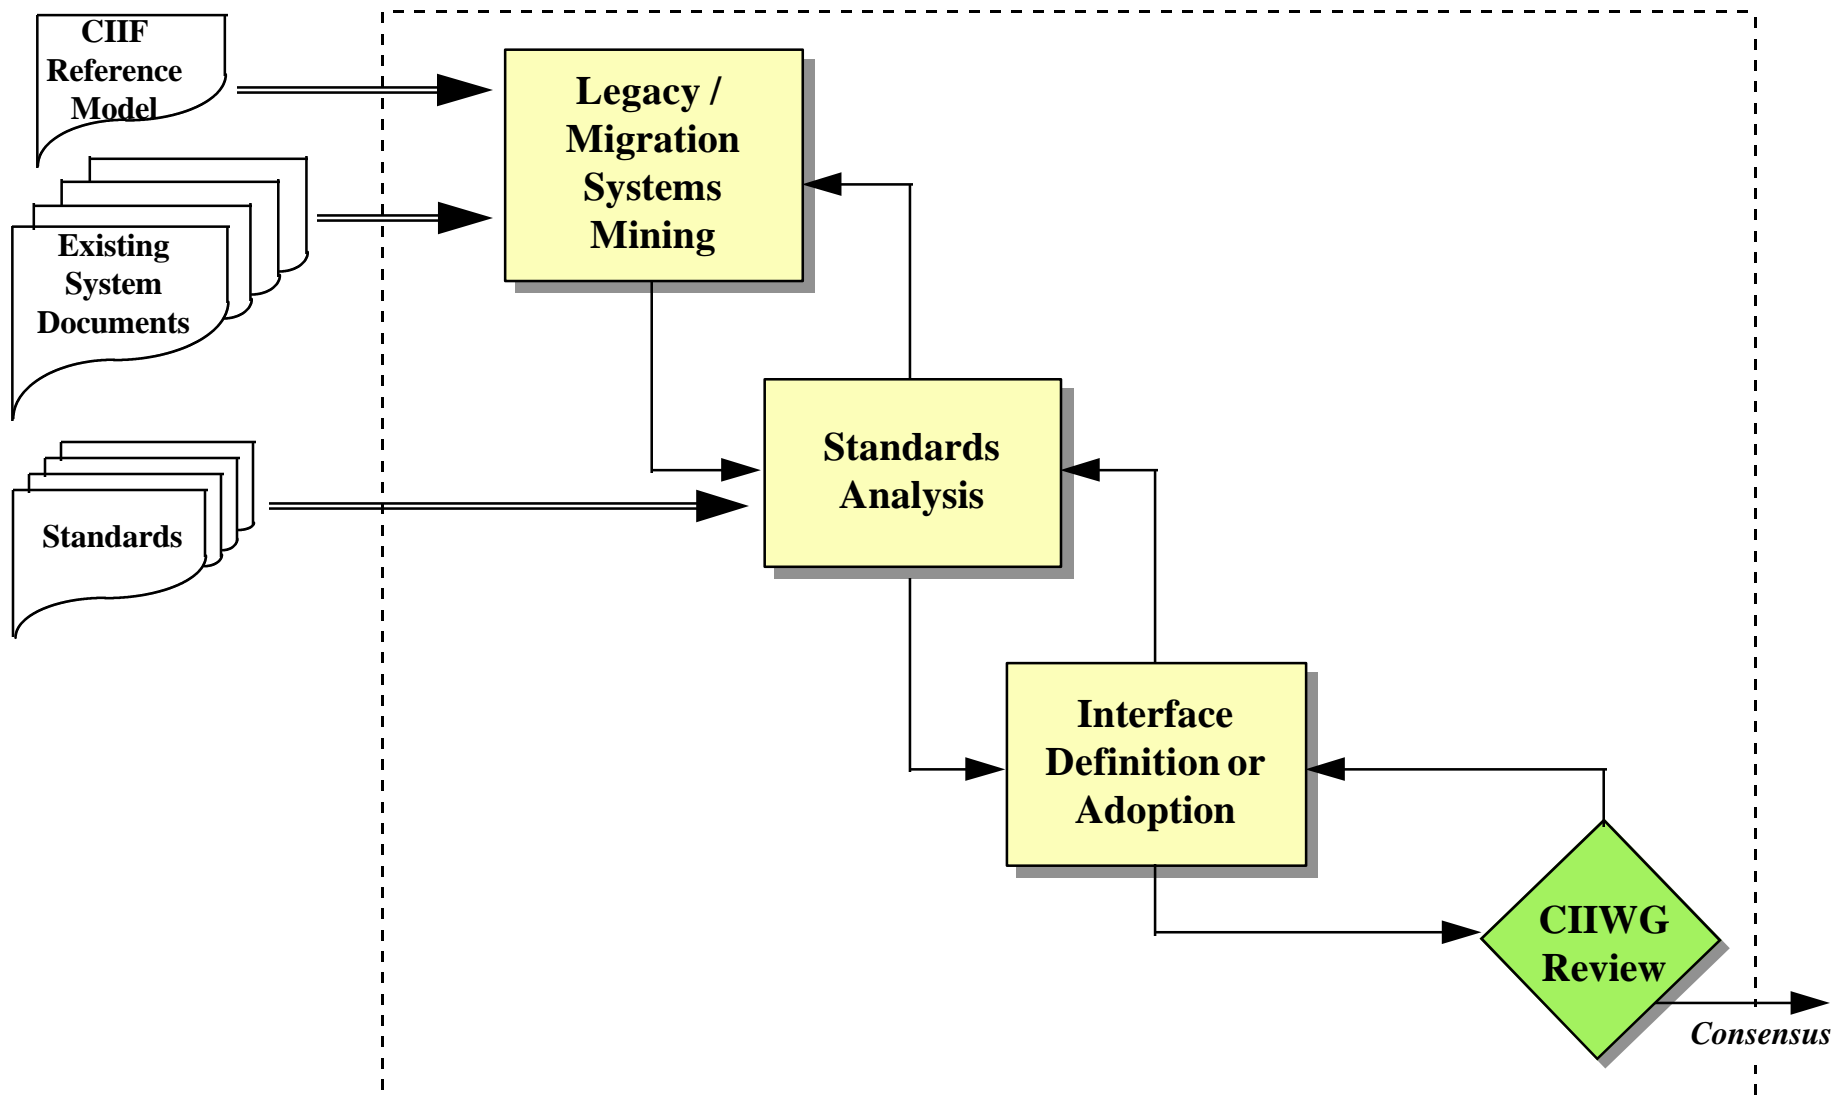 CIIF
Reference
Model
Legacy /
Migration
Systems
Mining
Existing
System
Documents
Standards
Analysis
Standards
Interface
Definition or
Adoption
CIIWG
Review
Consensus